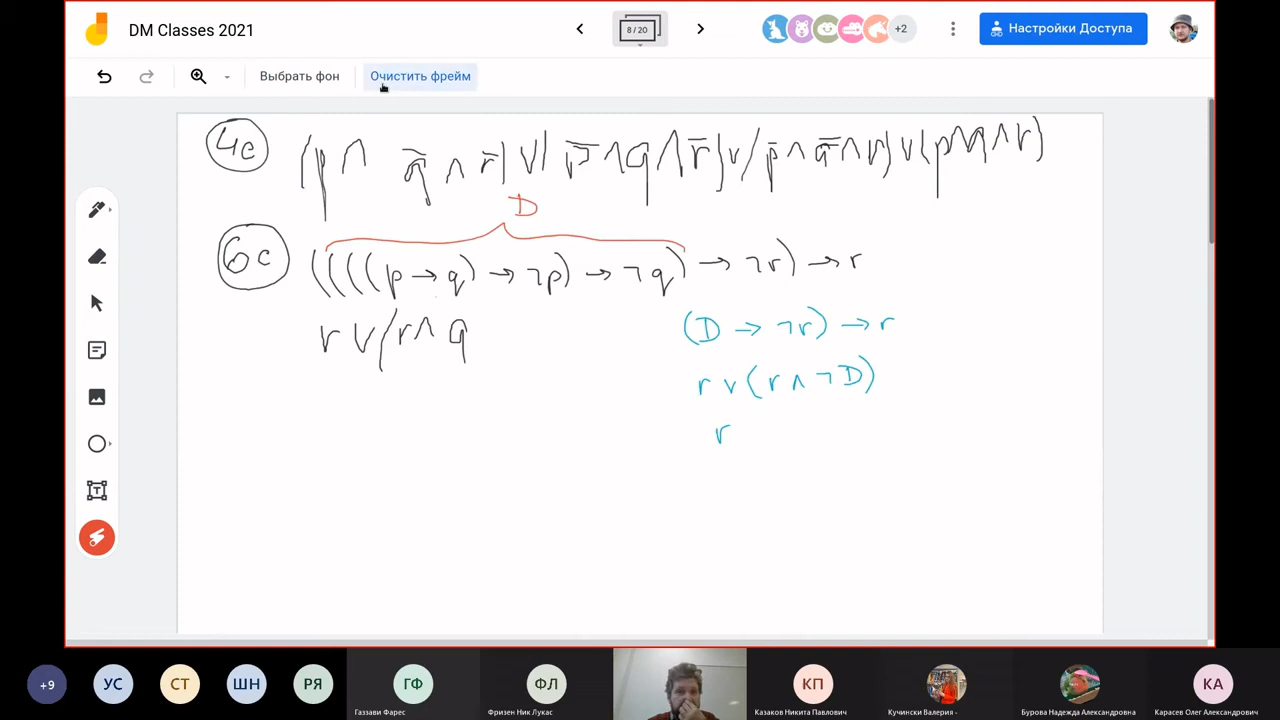 DM Classes 2021
8 / 20
+2
Настройки Доступа
Выбрать фон
Очистить фрейм
4c (p ∧ q̄ ∧ r̄) ∨ ( p̄ ∧ q ∧ r̄ ) ∨ ( p̄ ∧ q̄ ∧ r) ∨ (p ∧ q ∧ r)
D
6c ((((( p → q) → ¬p) → ¬q) → ¬r) → r
r ∨ (r ∧ q
(D → ¬r) → r
r ∨ (r ∧ ¬D)
r
T
+9
УС
СТ
ШН
РЯ
ГФ
ФЛ
КП
КА
Газзави Фарес
Фризен Ник Лукас
Казаков Никита Павлович
Кучински Валерия -
Бурова Надежда Александровна
Карасев Олег Александрович